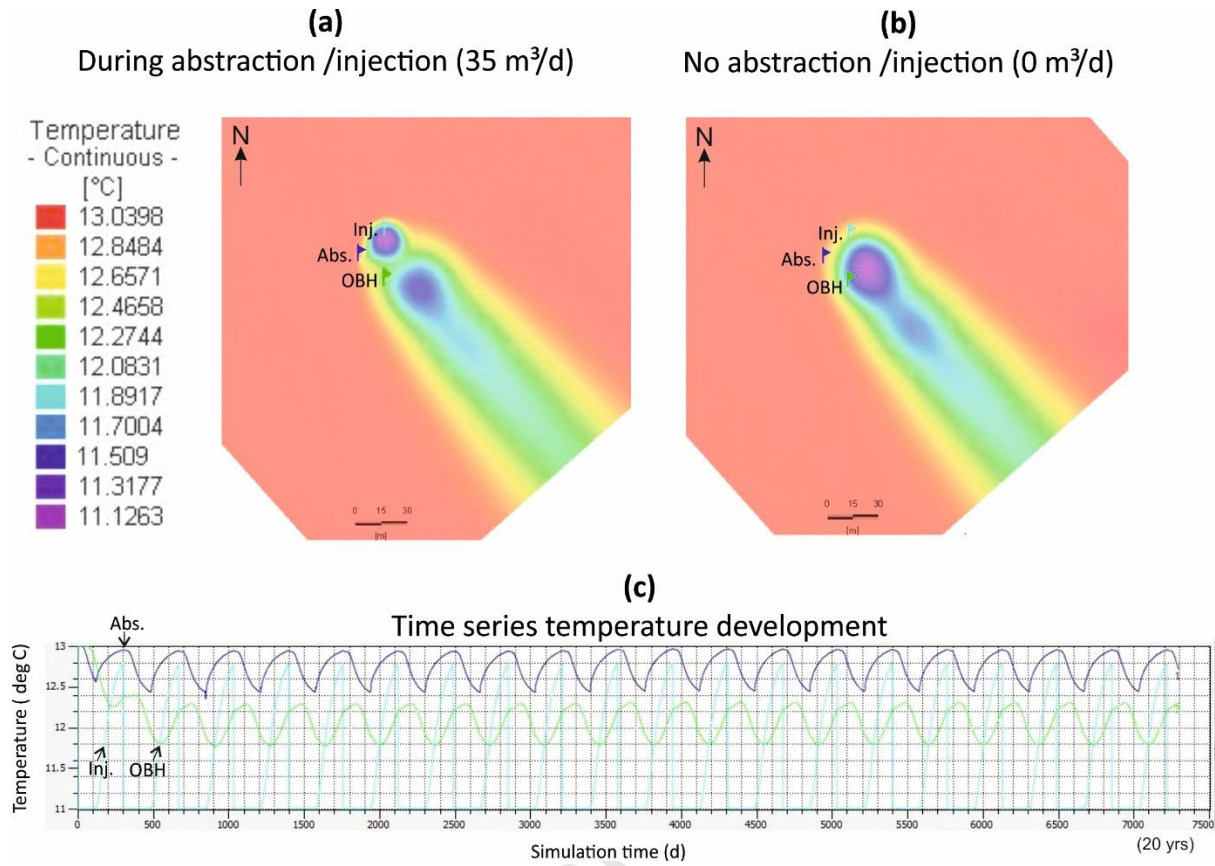 (a)
During abstraction /injection (35 m³/d)
(b)
No abstraction /injection (0 m³/d)
Temperature
- Continuous -
[°C]
13.0398
12.8484
12.6571
12.4658
12.2744
12.0831
11.8917
11.7004
11.509
11.3177
11.1263
N
Inj.
Abs.
OBH
0 15 30
[m]
N
Inj.
Abs.
OBH
0 15 30
[m]
(c)
Time series temperature development
Abs.
Temperature ( deg C)
13
12.5
12
11.5
11
Inj.
OBH
0 500 1000 1500 2000 2500 3000 3500 4000 4500 5000 5500 6000 6500 7000 7500
Simulation time (d)
(20 yrs)